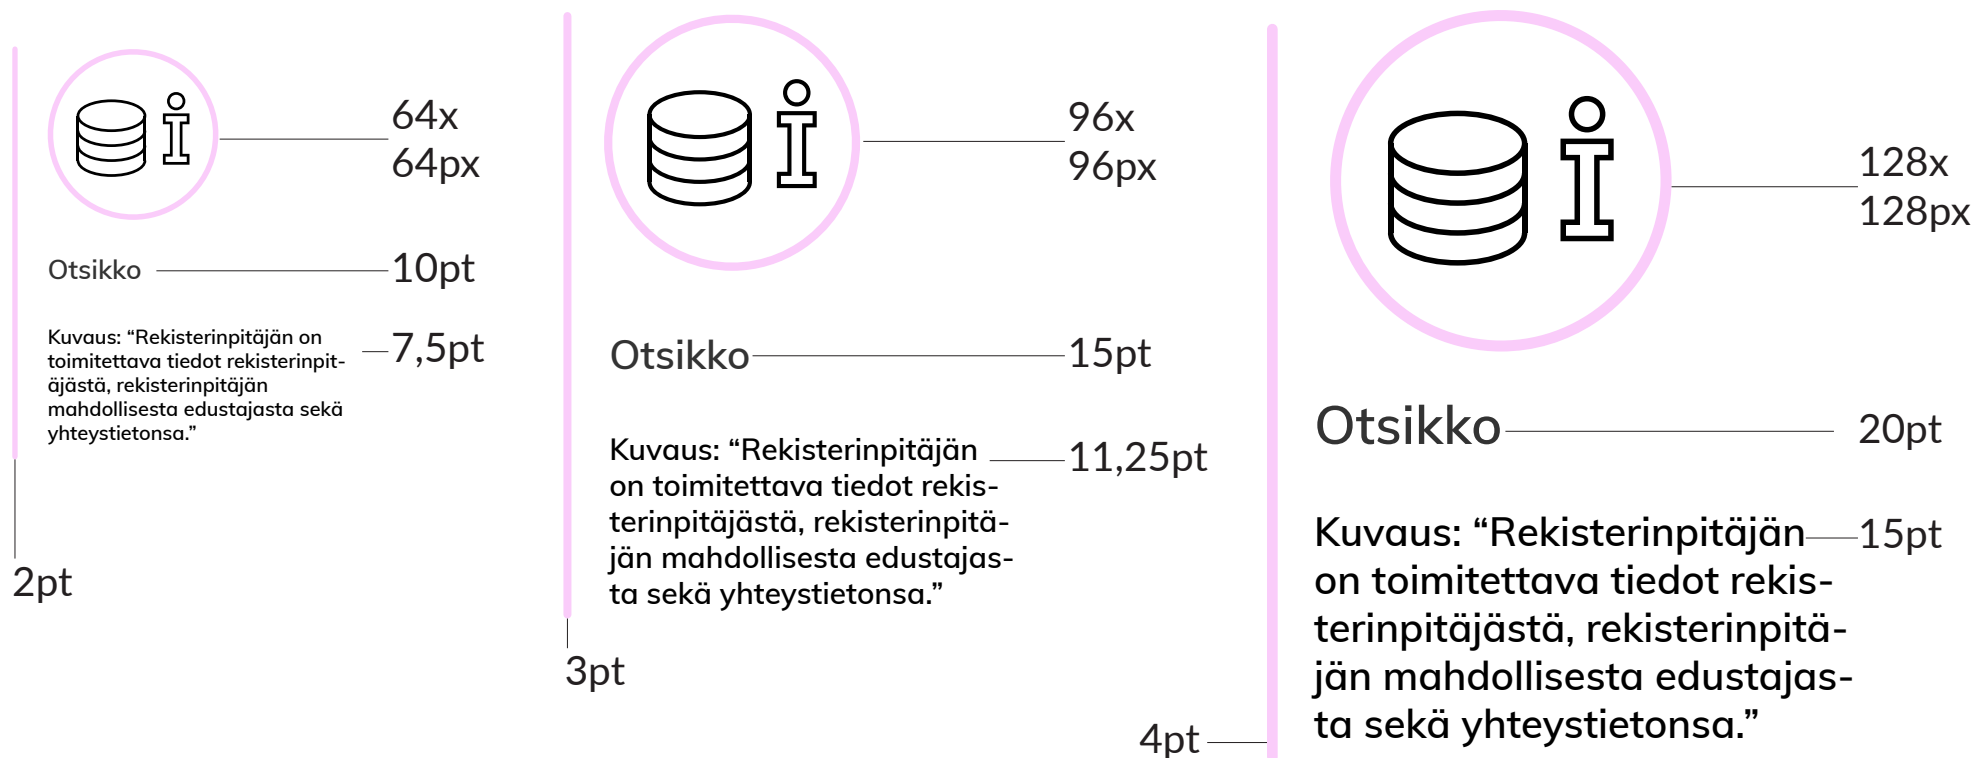 64x
64px
Otsikko
10pt
Kuvaus: “Rekisterinpitäjän on
toimitettava tiedot rekisterinpit-
äjästä, rekisterinpitäjän
mahdollisesta edustajasta sekä
yhteystietonsa.”
7,5pt
2pt
96x
96px
Otsikko
15pt
Kuvaus: “Rekisterinpitäjän
on toimitettava tiedot rekis-
terinpitäjästä, rekisterinpitä-
jän mahdollisesta edustajas-
ta sekä yhteystietonsa.”
11,25pt
3pt
128x
128px
Otsikko
20pt
Kuvaus: “Rekisterinpitäjän
on toimitettava tiedot rekis-
terinpitäjästä, rekisterinpitä-
jän mahdollisesta edustajas-
ta sekä yhteystietonsa.”
15pt
4pt